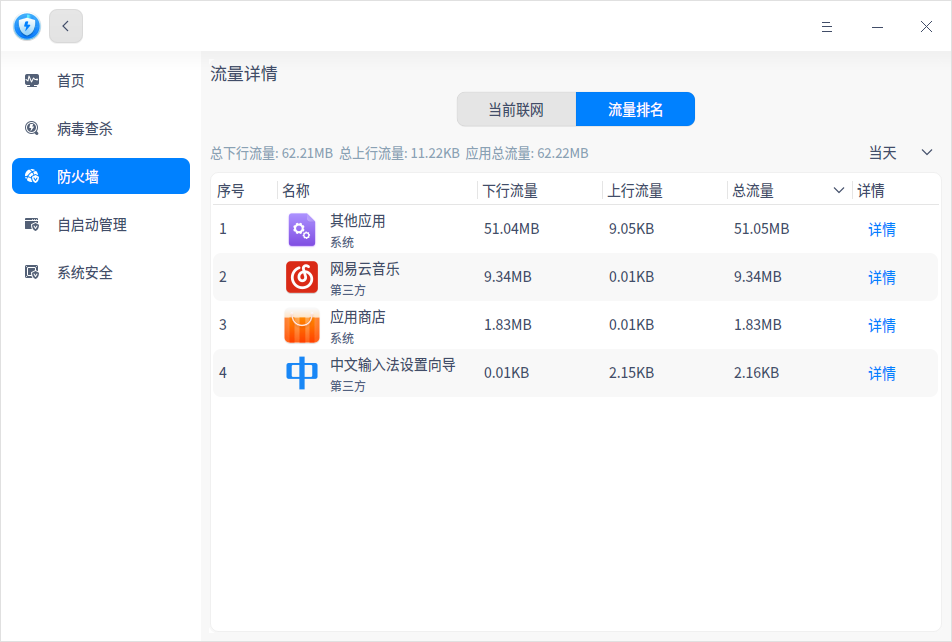 首页
病毒查杀
防火墙
自启动管理
系统安全
流量详情
当前联网 流量排名
总下行流量: 62.21MB 总上行流量: 11.22KB 应用总流量: 62.22MB 当天
序号 名称 下行流量 上行流量 总流量 详情
1 其他应用 51.04MB 9.05KB 51.05MB 详情
系统
2 网易云音乐 9.34MB 0.01KB 9.34MB 详情
第三方
3 应用商店 1.83MB 0.01KB 1.83MB 详情
系统
4 中文输入法设置向导 0.01KB 2.15KB 2.16KB 详情
第三方